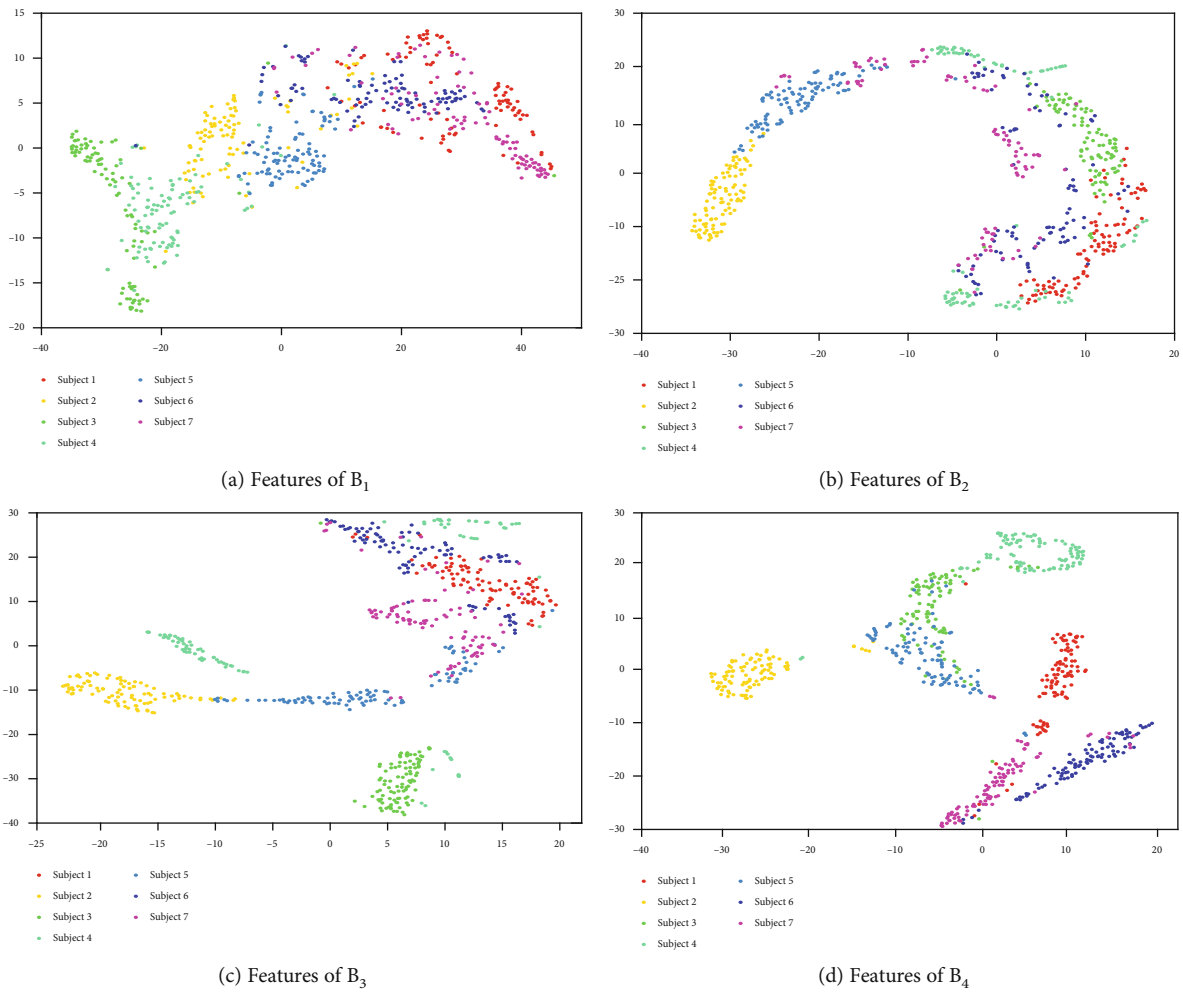 15
10
5
0
−5
−10
−15
−20
−40
−20
0
20
40
Subject 1
Subject 2
Subject 3
Subject 4
Subject 5
Subject 6
Subject 7
(a) Features of B1
30
20
10
0
−10
−25
−30
−40
−30
−20
−10
0
10
20
Subject 1
Subject 2
Subject 3
Subject 4
Subject 5
Subject 6
Subject 7
(b) Features of B2
30
20
10
0
−10
−20
−30
−40
−25
−20
−15
−10
−5
0
5
10
15
20
Subject 1
Subject 2
Subject 3
Subject 4
Subject 5
Subject 6
Subject 7
(c) Features of B3
30
20
10
0
−10
−20
−30
−40
−30
−20
−10
0
10
20
Subject 1
Subject 2
Subject 3
Subject 4
Subject 5
Subject 6
Subject 7
(d) Features of B4